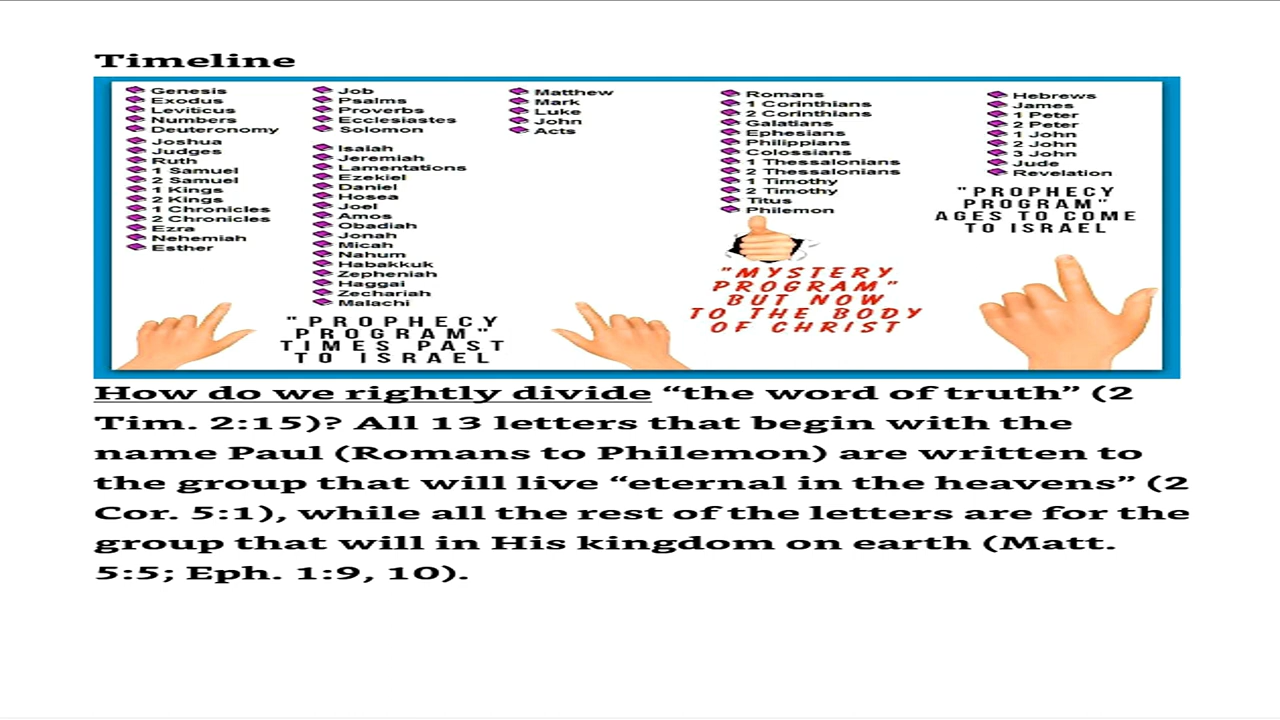 Timeline
Genesis
Exodus
Leviticus
Numbers
Deuteronomy
Joshua
Judges
Ruth
1 Samuel
2 Samuel
1 Kings
2 Kings
1 Chronicles
2 Chronicles
Ezra
Nehemiah
Esther
Job
Psalms
Proverbs
Ecclesiastes
Solomon
Isaiah
Jeremiah
Lamentations
Ezekiel
Daniel
Hosea
Joel
Amos
Obadiah
Jonah
Micah
Nahum
Habakkuk
Zepheniah
Haggai
Zechariah
Malachi
"PROPHECY
PROGRAM"
TIMES PAST
TO ISRAEL
Matthew
Mark
Luke
John
Acts
Romans
1 Corinthians
2 Corinthians
Galatians
Ephesians
Philippians
Colossians
1 Thessalonians
2 Thessalonians
1 Timothy
2 Timothy
Titus
Philemon
"MYSTERY
PROGRAM"
BUT NOW
TO THE BODY
OF CHRIST
Hebrews
James
1 Peter
2 Peter
1 John
2 John
3 John
Jude
Revelation
"PROPHECY
PROGRAM"
AGES TO COME
TO ISRAEL
How do we rightly divide “the word of truth” (2
Tim. 2:15)? All 13 letters that begin with the
name Paul (Romans to Philemon) are written to
the group that will live “eternal in the heavens” (2
Cor. 5:1), while all the rest of the letters are for the
group that will in His kingdom on earth (Matt.
5:5; Eph. 1:9, 10).